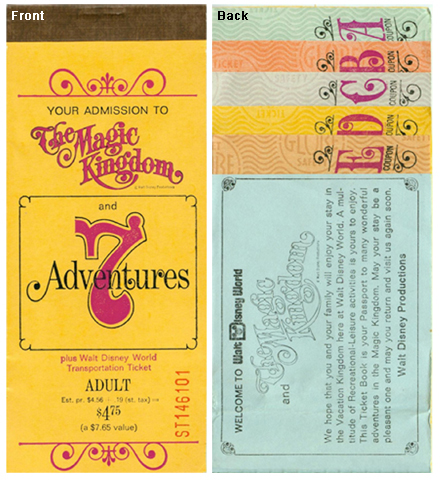 Front
YOUR ADMISSION TO
The Magic
Kingdom
and
7
Adventures
plus Walt Disney World
Transportation Ticket
ADULT
Est. pr. $4.56 - .19 (st. tax) -
$4.75
(a $7.65 value)
ST146101
Back
A COUPON
B COUPON
C COUPON
D COUPON
E COUPON
TICKET
GLOBE
WELCOME TO Walt Disney World
The Magic
Kingdom
and
We hope that you and your family will enjoy your stay in
the Vacation Kingdom here at Walt Disney World. A mul-
titude of Recreational-Leisure activities is yours to enjoy.
This Ticket Book is your Passport to many wonderful
adventures in the Magic Kingdom. May your stay be a
pleasant one and may you return and visit us again soon.
Walt Disney Productions